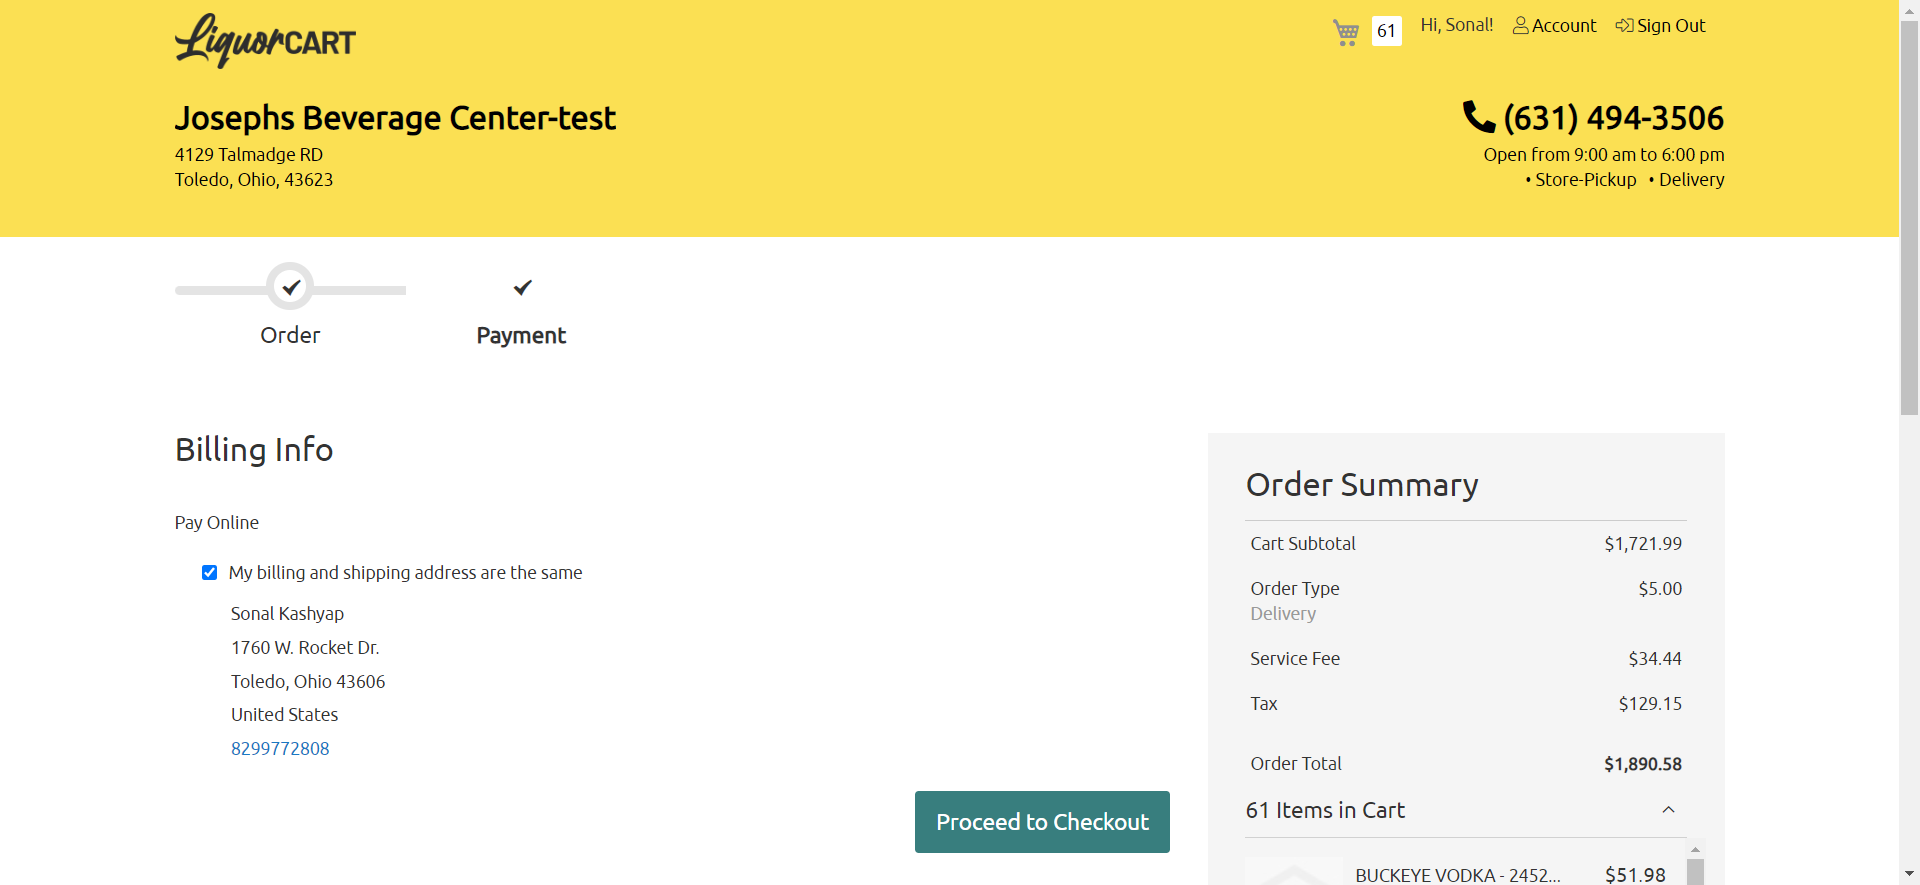 LiquorCART
61
Hi, Sonal!
Account
Sign Out
Josephs Beverage Center-test
4129 Talmadge RD
Toledo, Ohio, 43623
(631) 494-3506
Open from 9:00 am to 6:00 pm
• Store-Pickup • Delivery
Order
Payment
Billing Info
Pay Online
My billing and shipping address are the same
Sonal Kashyap
1760 W. Rocket Dr.
Toledo, Ohio 43606
United States
8299772808
Proceed to Checkout
Order Summary
Cart Subtotal $1,721.99
Order Type $5.00
Delivery
Service Fee $34.44
Tax $129.15
Order Total $1,890.58
61 Items in Cart
BUCKEYE VODKA - 2452... $51.98